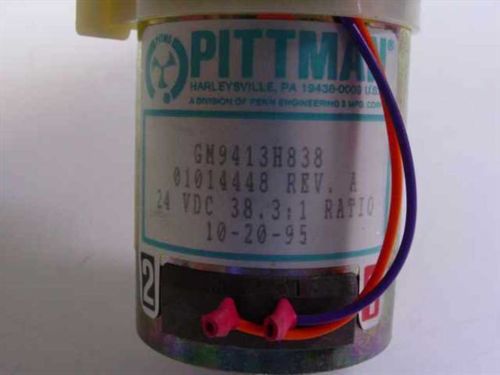 PITTMAN®
HARLEYSVILLE, PA 19438-0003 U.S.
A DIVISION OF PENN ENGINEERING & MFG. CORP.
GM9413H838
01014448 REV. A
24 VDC 38.3:1 RATIO
10-20-95
2